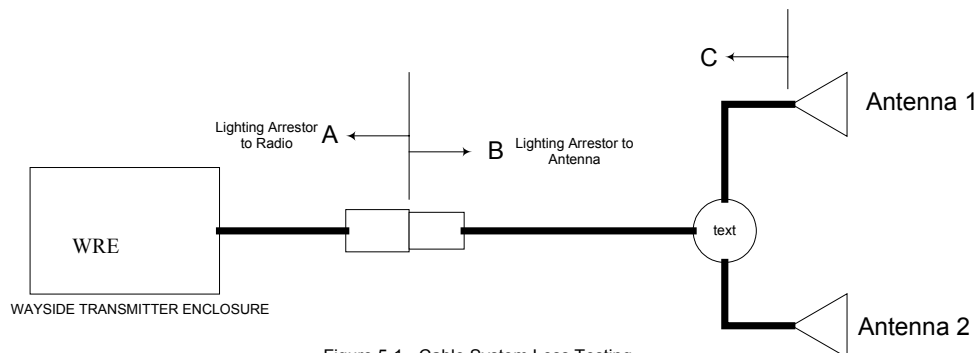 C
Antenna 1
Lighting Arrestor
to Radio
A
B
Lighting Arrestor to
Antenna
WRE
text
WAYSIDE TRANSMITTER ENCLOSURE
Antenna 2
Figure 5-1 Cable System Loss Testing